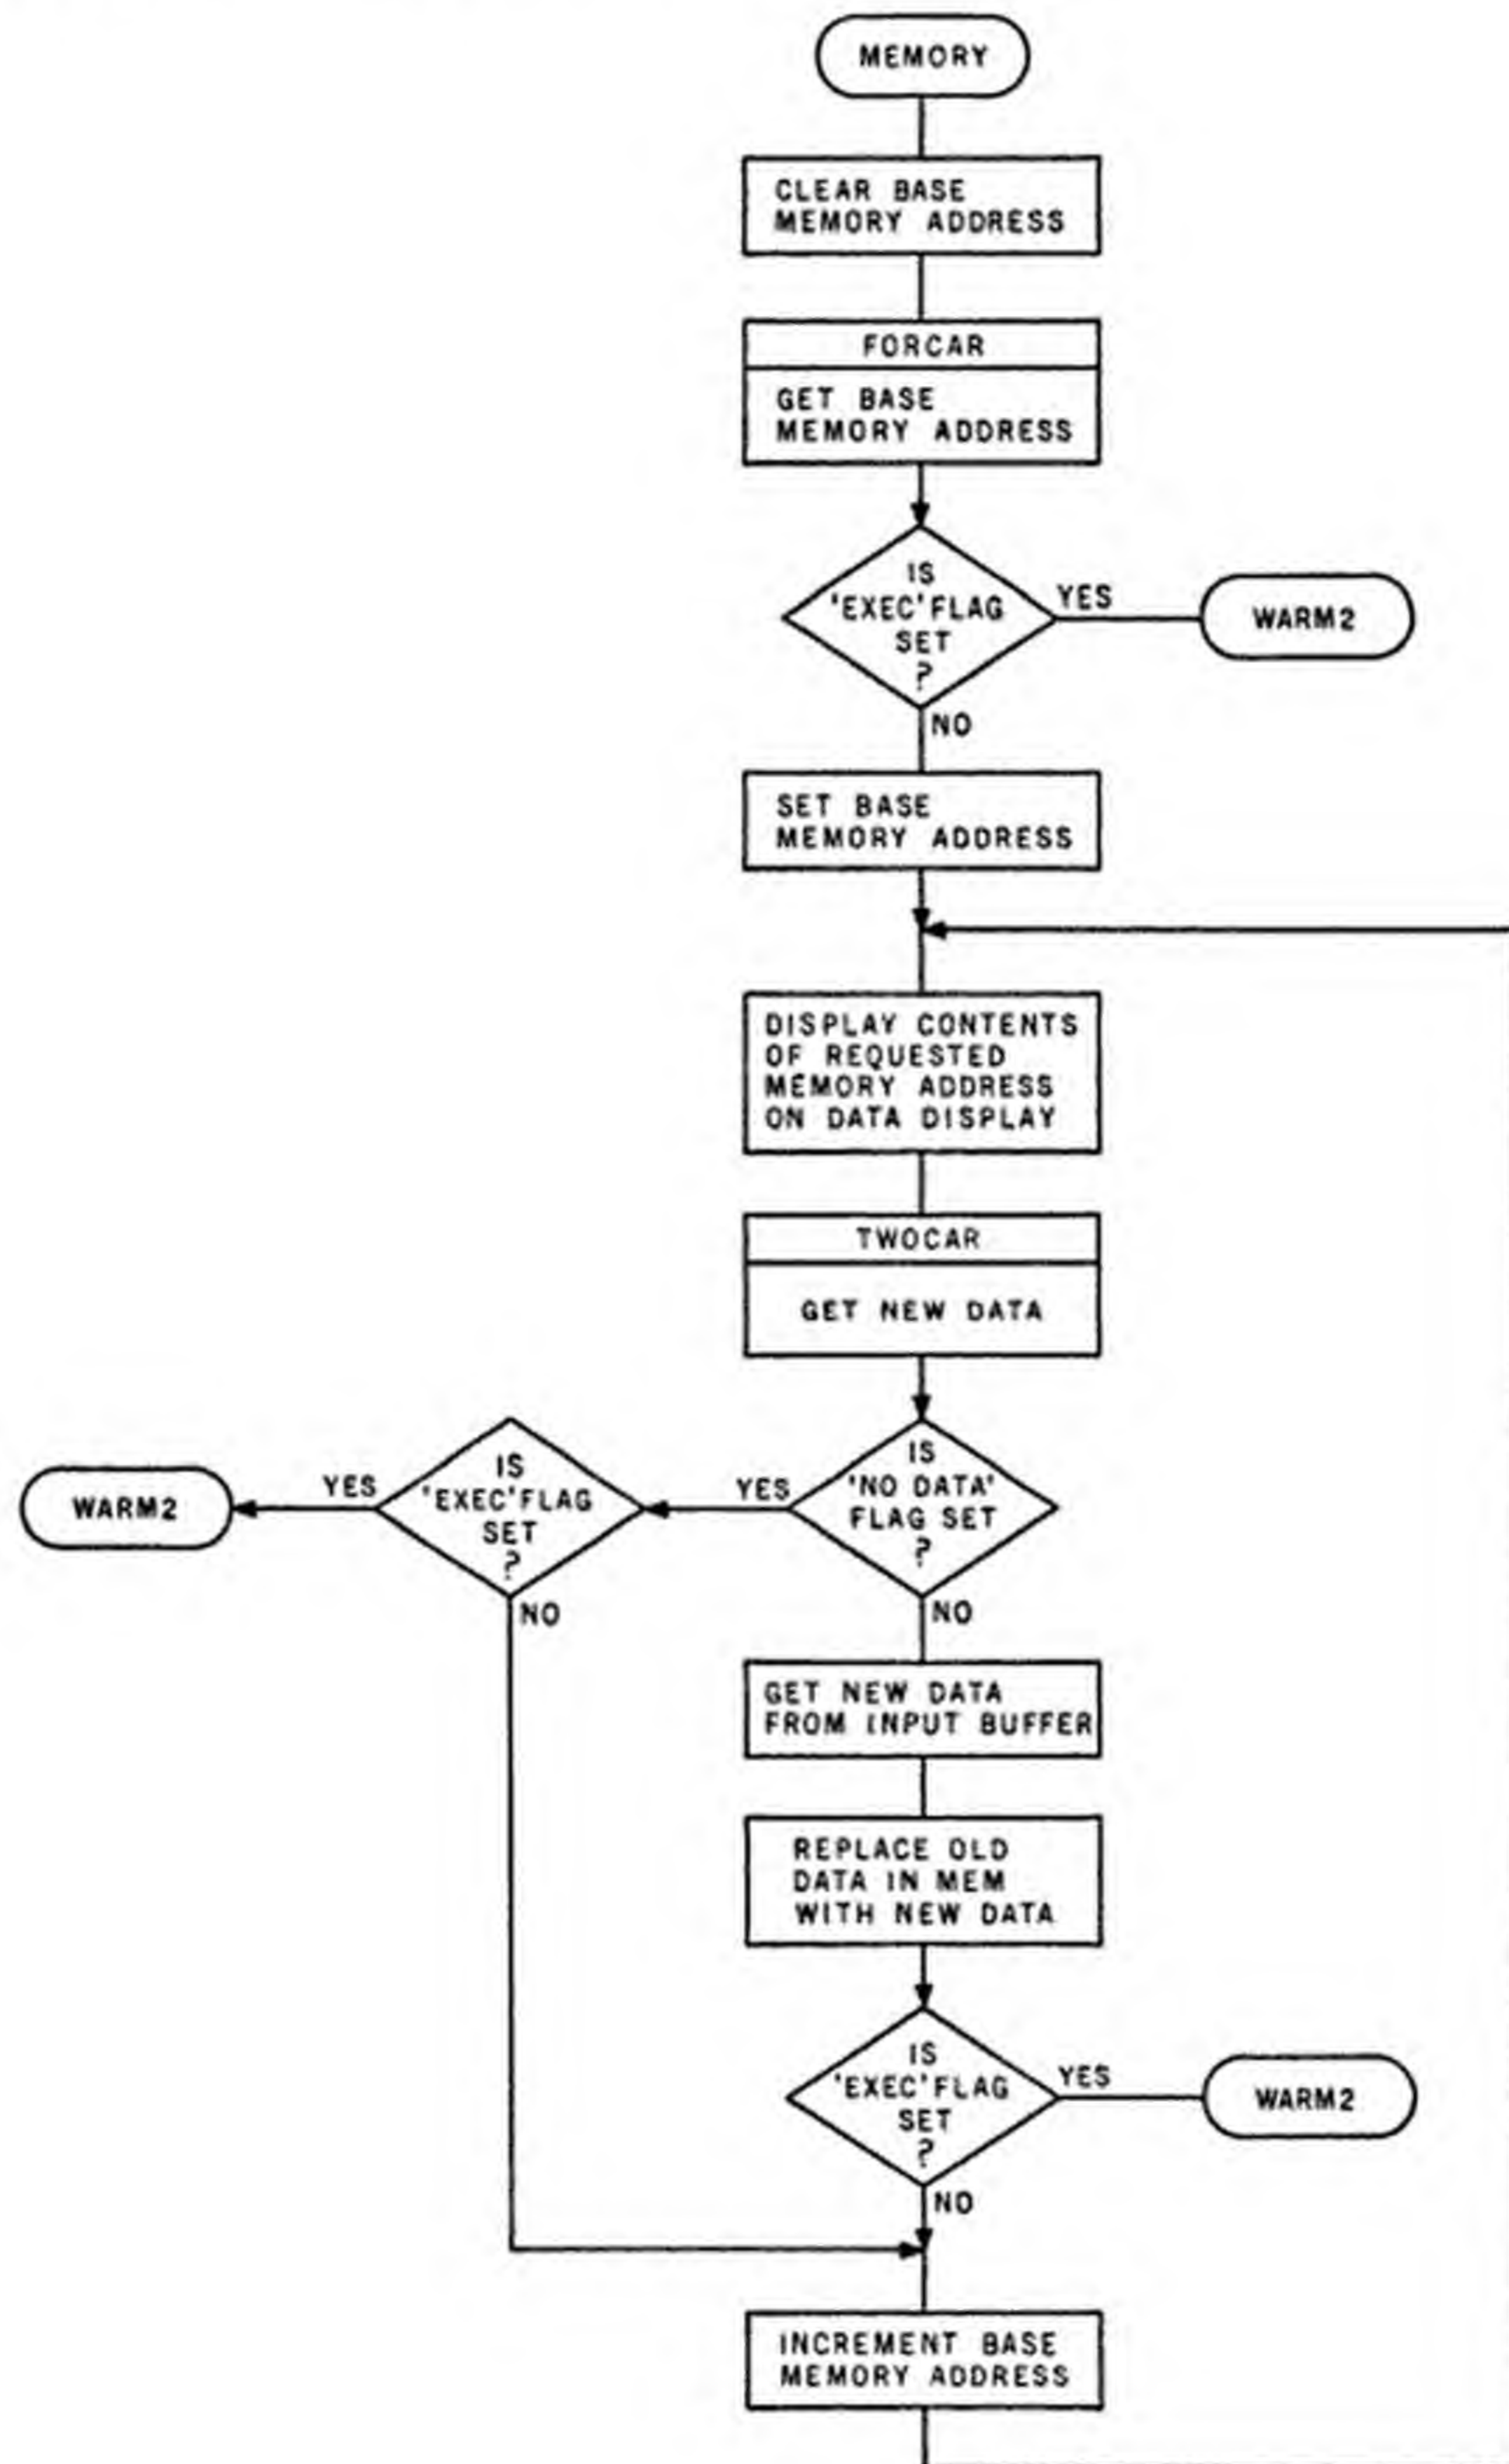 MEMORY
CLEAR BASE
MEMORY ADDRESS
FORCAR
GET BASE
MEMORY ADDRESS
IS
'EXEC' FLAG
SET
?
YES
WARM2
NO
SET BASE
MEMORY ADDRESS
DISPLAY CONTENTS
OF REQUESTED
MEMORY ADDRESS
ON DATA DISPLAY
TWOCAR
GET NEW DATA
IS
'NO DATA'
FLAG SET
?
YES
IS
'EXEC' FLAG
SET
?
YES
WARM2
NO
NO
GET NEW DATA
FROM INPUT BUFFER
REPLACE OLD
DATA IN MEM
WITH NEW DATA
IS
'EXEC' FLAG
SET
?
YES
WARM2
NO
INCREMENT BASE
MEMORY ADDRESS